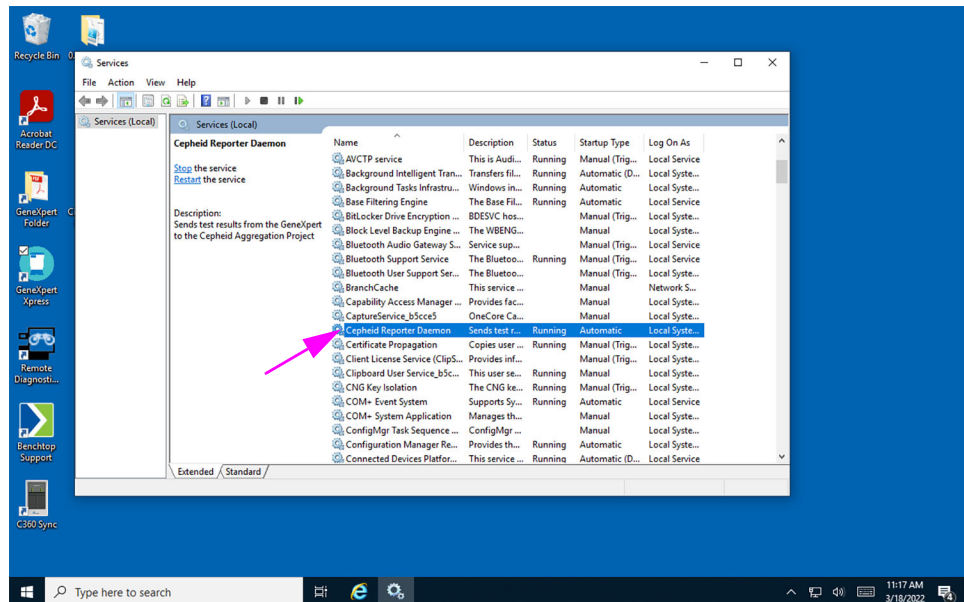 Recycle Bin
Acrobat
Reader DC
GeneXpert
Folder
GeneXpert
Xpress
Remote
Diagnosti...
Benchtop
Support
C360 Sync
Services
File Action View Help
Services (Local)
Services (Local)
Cepheid Reporter Daemon
Stop the service
Restart the service
Description:
Sends test results from the GeneXpert
to the Cepheid Aggregation Project
Name Description Status Startup Type Log On As
AVCTP service This is Audi... Running Manual (Trig... Local Service
Background Intelligent Tran... Transfers fil... Running Automatic (D... Local Syste...
Background Tasks Infrastru... Windows in... Running Automatic Local Syste...
Base Filtering Engine The Base Fil... Running Automatic Local Service
BitLocker Drive Encryption ... BDESVC hos... Manual (Trig... Local Syste...
Block Level Backup Engine ... The WBENG... Manual Local Syste...
Bluetooth Audio Gateway S... Service sup... Manual (Trig... Local Service
Bluetooth Support Service The Bluetoo... Running Manual (Trig... Local Service
Bluetooth User Support Ser... The Bluetoo... Manual (Trig... Local Syste...
BranchCache This service ... Manual Network S...
Capability Access Manager ... Provides fac... Manual Local Syste...
CaptureService_b5cce5 OneCore Ca... Manual Local Syste...
Cepheid Reporter Daemon Sends test r... Running Automatic Local Syste...
Certificate Propagation Copies user ... Running Manual (Trig... Local Syste...
Client License Service (ClipS... Provides inf... Manual (Trig... Local Syste...
Clipboard User Service_b5c... This user se... Running Manual Local Syste...
CNG Key Isolation The CNG ke... Running Manual (Trig... Local Syste...
COM+ Event System Supports Sy... Running Automatic Local Service
COM+ System Application Manages th... Manual Local Syste...
ConfigMgr Task Sequence ... ConfigMgr ... Manual Local Syste...
Configuration Manager Re... Provides th... Running Automatic Local Syste...
Connected Devices Platfor... This service ... Running Automatic (D... Local Service
Extended Standard
Type here to search
11:17 AM
3/18/2022
4